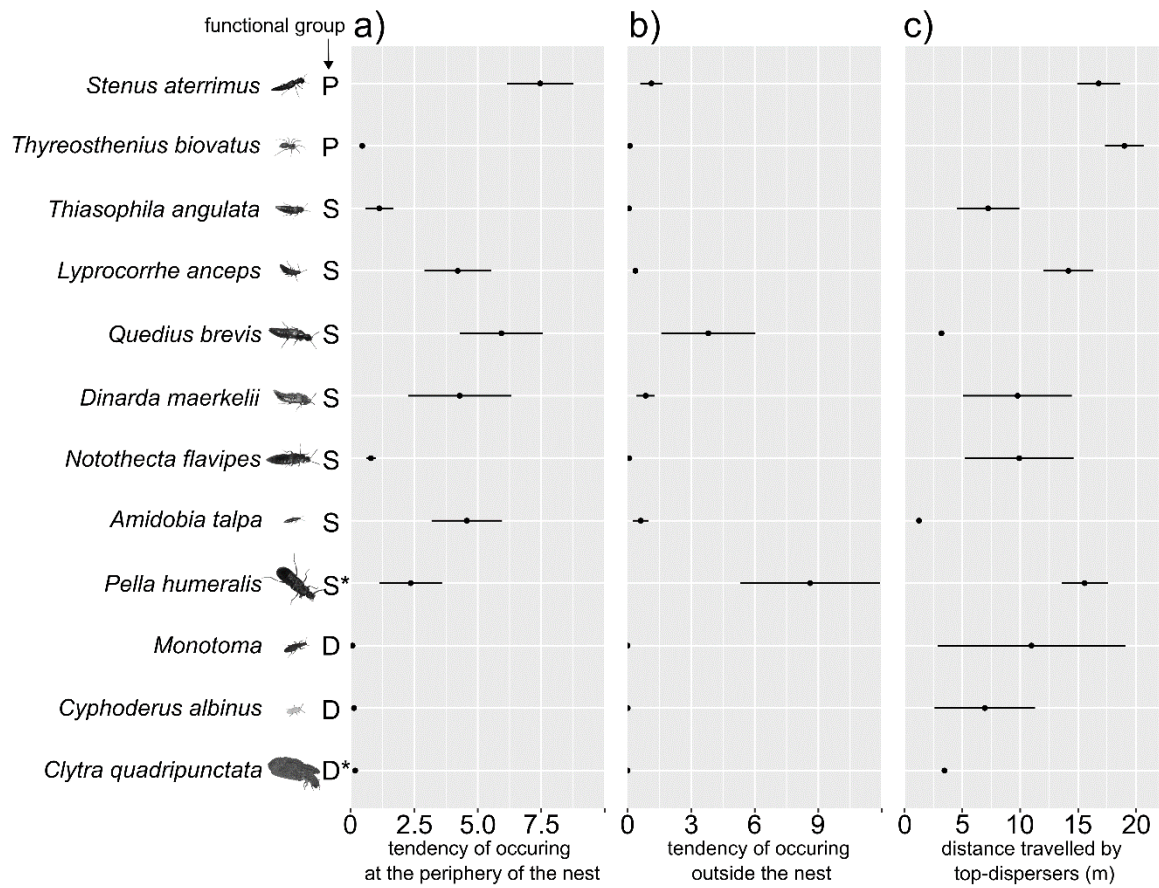 functional group
a)
b)
c)
Stenus aterrimus P
Thyreosthenius biovatus P
Thiasophila angulata S
Lyprocorrhe anceps S
Quedius brevis S
Dinarda maerkelii S
Notothecta flavipes S
Amidobia talpa S
Pella humeralis S*
Monotoma D
Cyphoderus albinus D
Clytra quadripunctata D*
0 2.5 5.0 7.5
tendency of occuring
at the periphery of the nest
0 3 6 9
tendency of occuring
outside the nest
0 5 10 15 20
distance travelled by
top-dispersers (m)